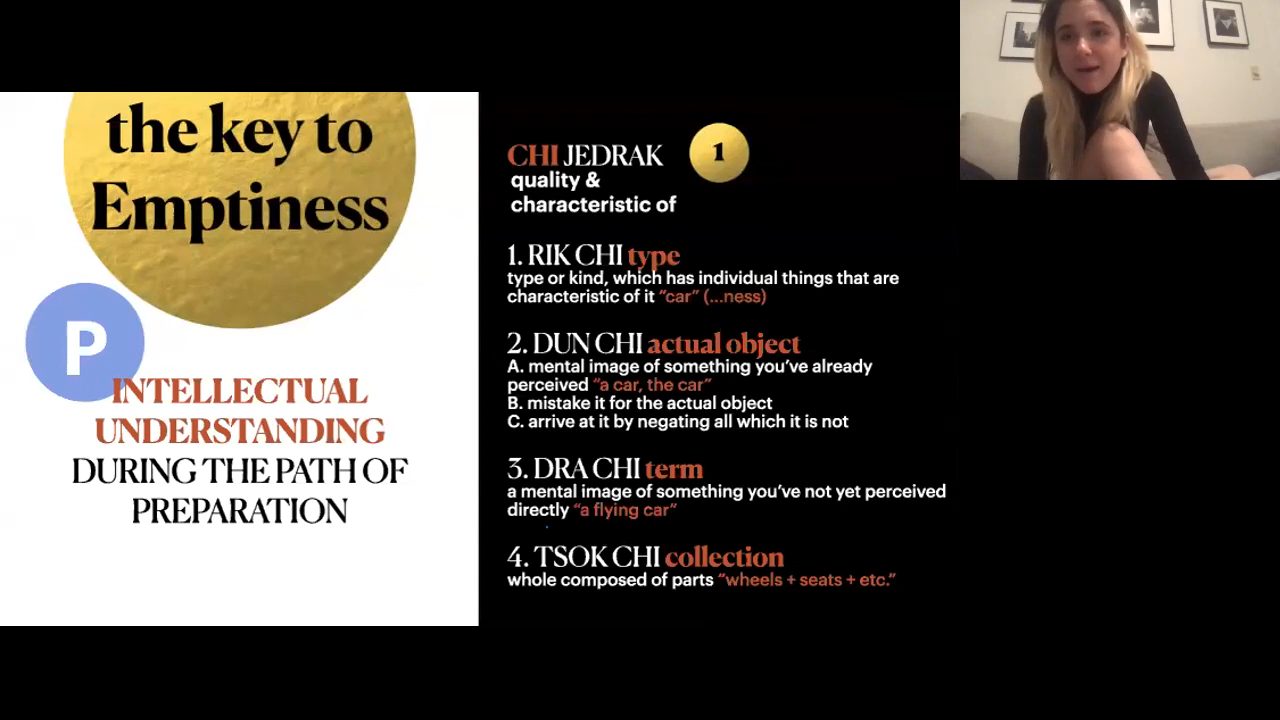 the key to
Emptiness
P
INTELLECTUAL
UNDERSTANDING
DURING THE PATH OF
PREPARATION
CHI JEDRAK
1
quality &
characteristic of
1. RIK CHI type
type or kind, which has individual things that are
characteristic of it “car” (...ness)
2. DUN CHI actual object
A. mental image of something you’ve already
perceived “a car, the car”
B. mistake it for the actual object
C. arrive at it by negating all which it is not
3. DRA CHI term
a mental image of something you’ve not yet perceived
directly “a flying car”
4. TSOK CHI collection
whole composed of parts “wheels + seats + etc.”